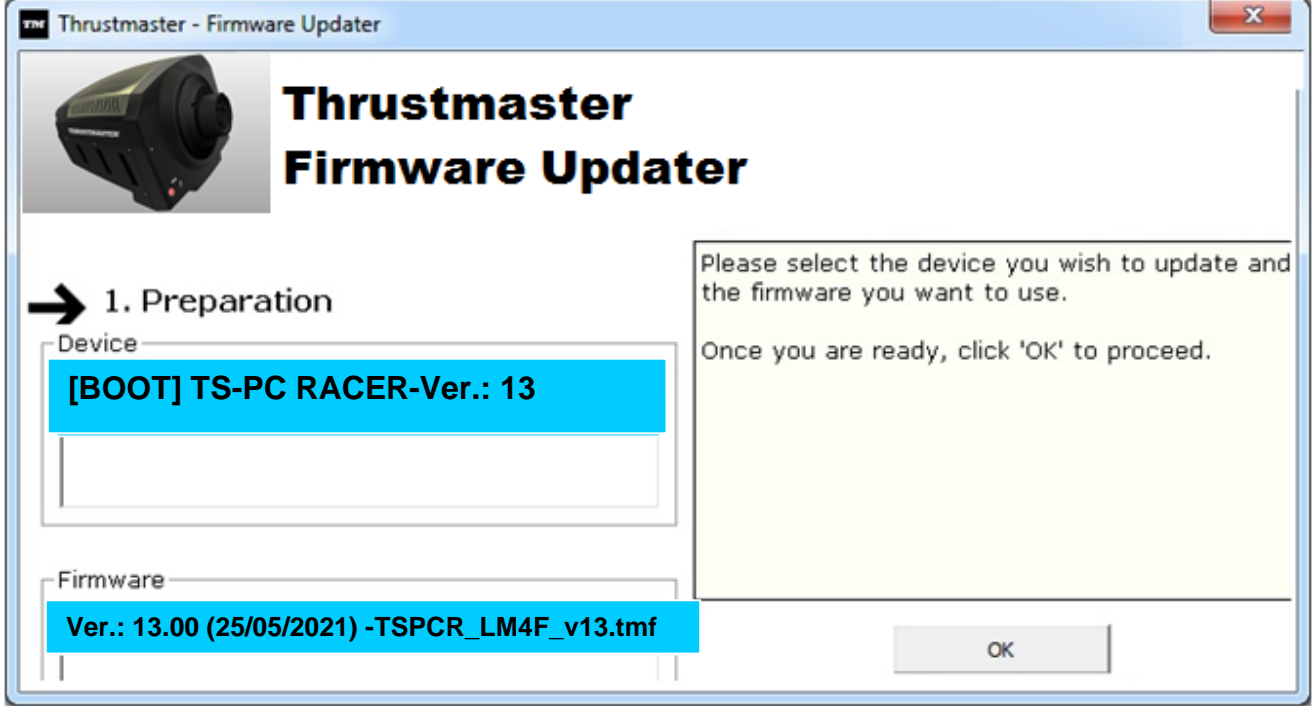 Thrustmaster - Firmware Updater
Thrustmaster
Firmware Updater
1. Preparation
Device
[BOOT] TS-PC RACER-Ver.: 13
Firmware
Ver.: 13.00 (25/05/2021) -TSPCR_LM4F_v13.tmf
Please select the device you wish to update and
the firmware you want to use.
Once you are ready, click 'OK' to proceed.
OK